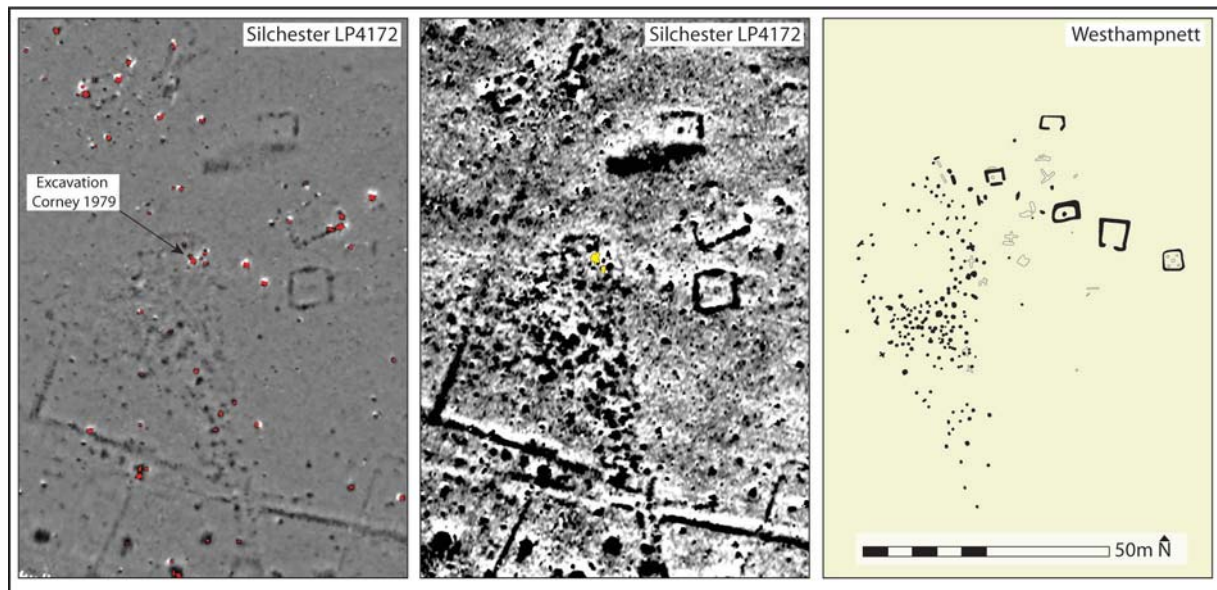 Silchester LP4172
Silchester LP4172
Westhampnett
Excavation
Corney 1979
50m N